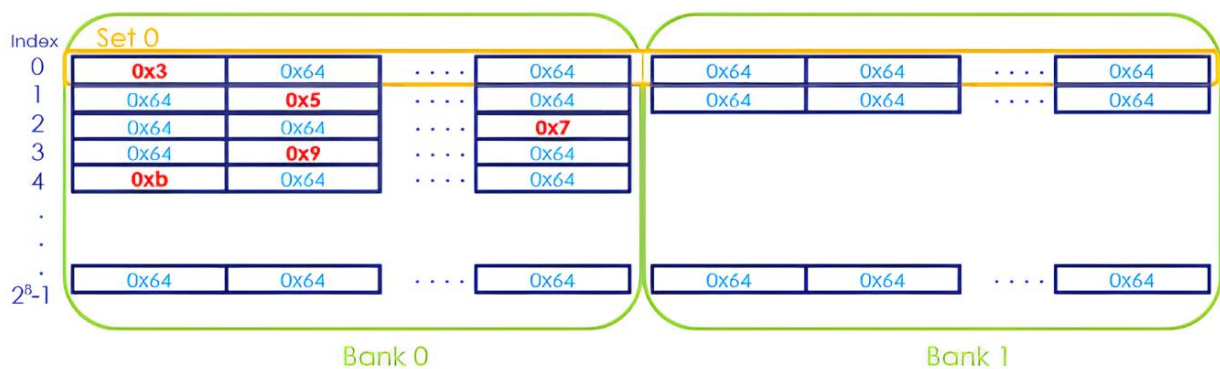 Index Set 0
0 0x3 0x64 .... 0x64 0x64 0x64 .... 0x64
1 0x64 0x5 .... 0x64 0x64 0x64 .... 0x64
2 0x64 0x64 .... 0x7
3 0x64 0x9 .... 0x64
4 0xb 0x64 .... 0x64
.
.
.
2⁸-1 0x64 0x64 .... 0x64 0x64 0x64 .... 0x64
Bank 0 Bank 1